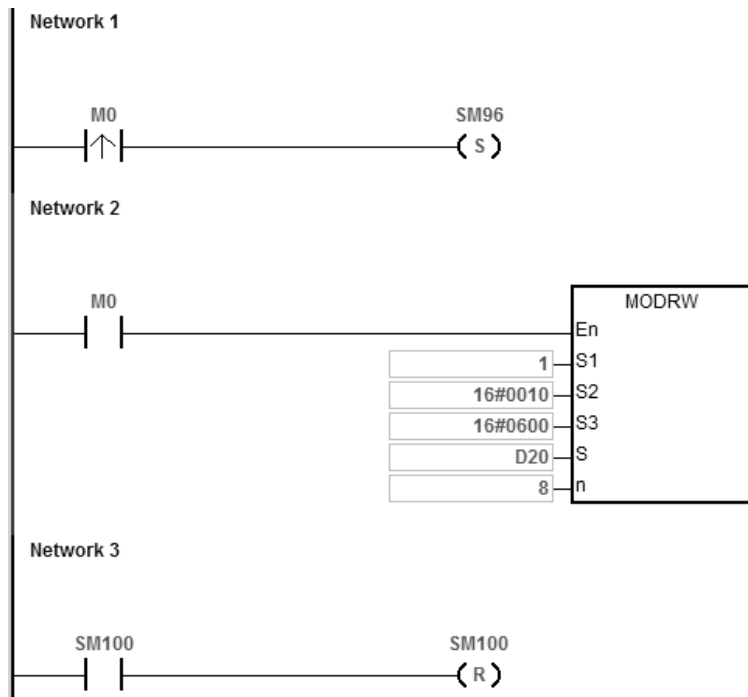 Network 1
M0
SM96
S
Network 2
M0
MODRW
En
1 S1
16#0010 S2
16#0600 S3
D20 S
8 n
Network 3
SM100
SM100
R